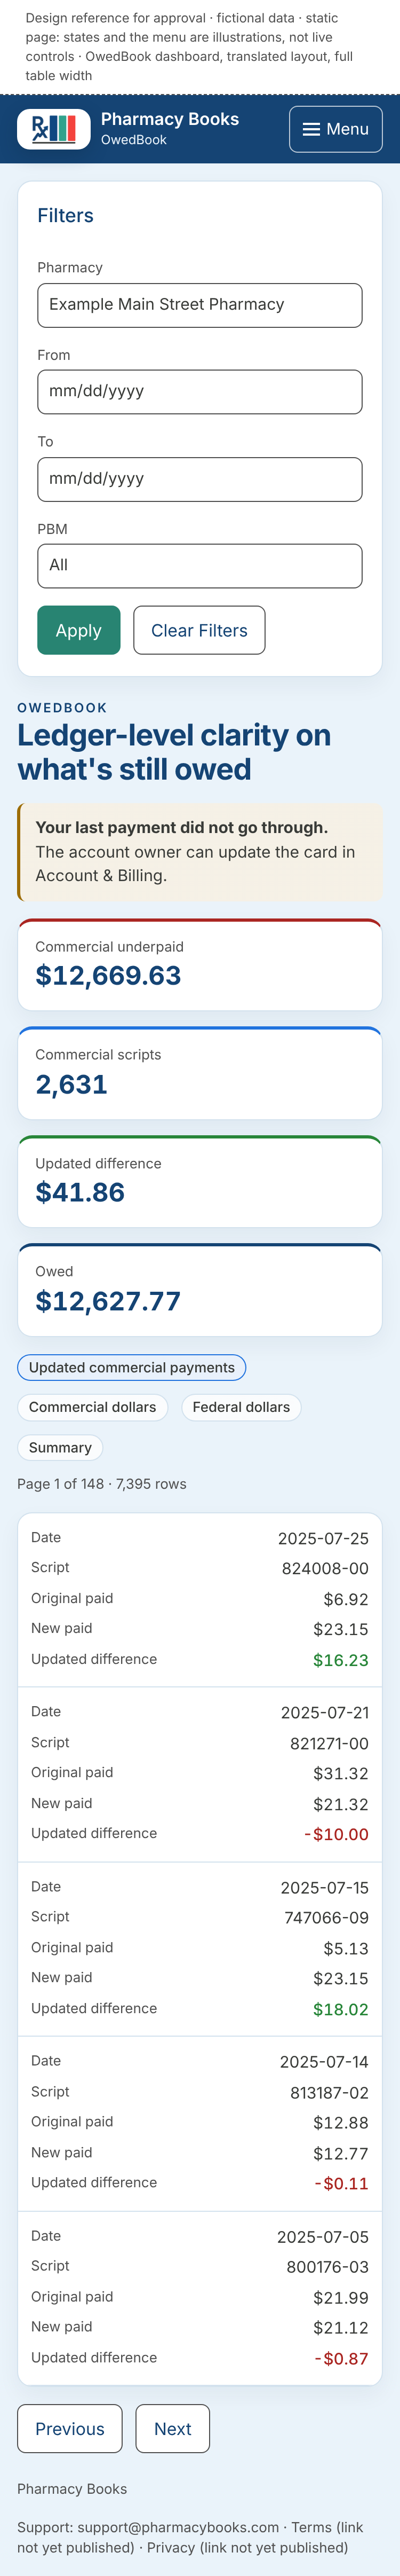 Design reference for approval · fictional data · static
page: states and the menu are illustrations, not live
controls · OwedBook dashboard, translated layout, full
table width
Rx
Pharmacy Books
OwedBook
Menu
Filters
Pharmacy
Example Main Street Pharmacy
From
mm/dd/yyyy
To
mm/dd/yyyy
PBM
All
Apply
Clear Filters
OWEDBOOK
Ledger-level clarity on
what's still owed
Your last payment did not go through.
The account owner can update the card in
Account & Billing.
Commercial underpaid
$12,669.63
Commercial scripts
2,631
Updated difference
$41.86
Owed
$12,627.77
Updated commercial payments
Commercial dollars Federal dollars
Summary
Page 1 of 148 · 7,395 rows
Date 2025-07-25
Script 824008-00
Original paid $6.92
New paid $23.15
Updated difference $16.23
Date 2025-07-21
Script 821271-00
Original paid $31.32
New paid $21.32
Updated difference -$10.00
Date 2025-07-15
Script 747066-09
Original paid $5.13
New paid $23.15
Updated difference $18.02
Date 2025-07-14
Script 813187-02
Original paid $12.88
New paid $12.77
Updated difference -$0.11
Date 2025-07-05
Script 800176-03
Original paid $21.99
New paid $21.12
Updated difference -$0.87
Previous Next
Pharmacy Books
Support: support@pharmacybooks.com · Terms (link
not yet published) · Privacy (link not yet published)